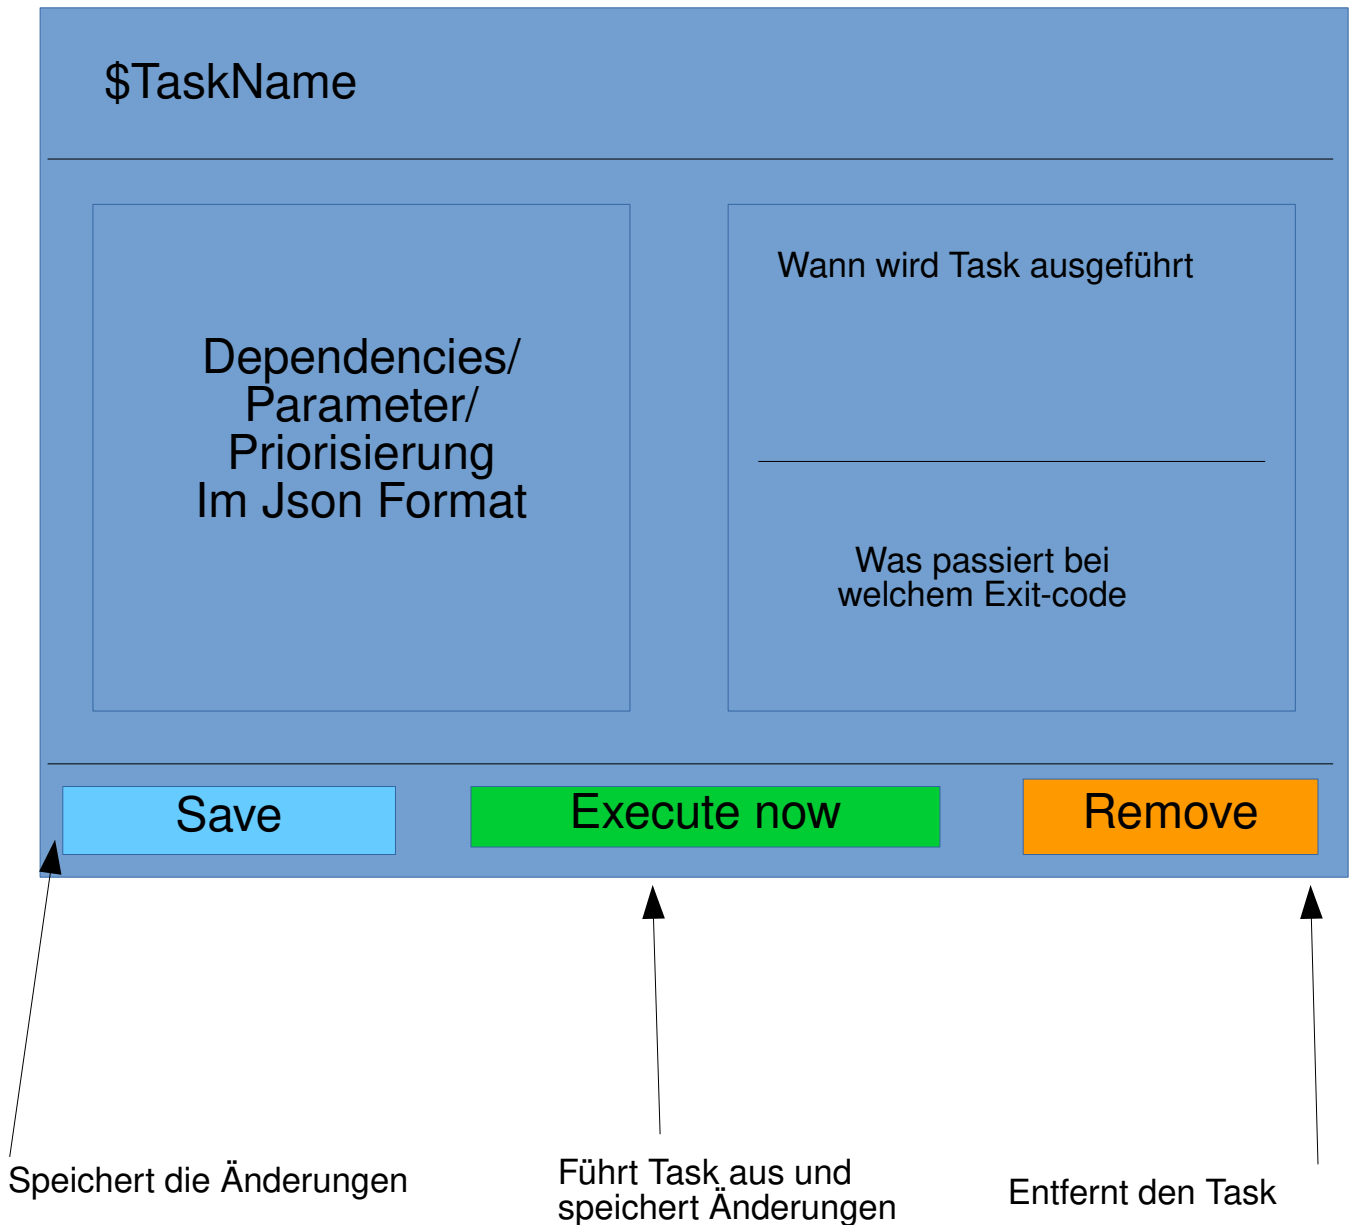 $TaskName
Dependencies/
Parameter/
Priorisierung
Im Json Format
Wann wird Task ausgeführt
Was passiert bei
welchem Exit-code
Save
Execute now
Remove
Speichert die Änderungen
Führt Task aus und
speichert Änderungen
Entfernt den Task